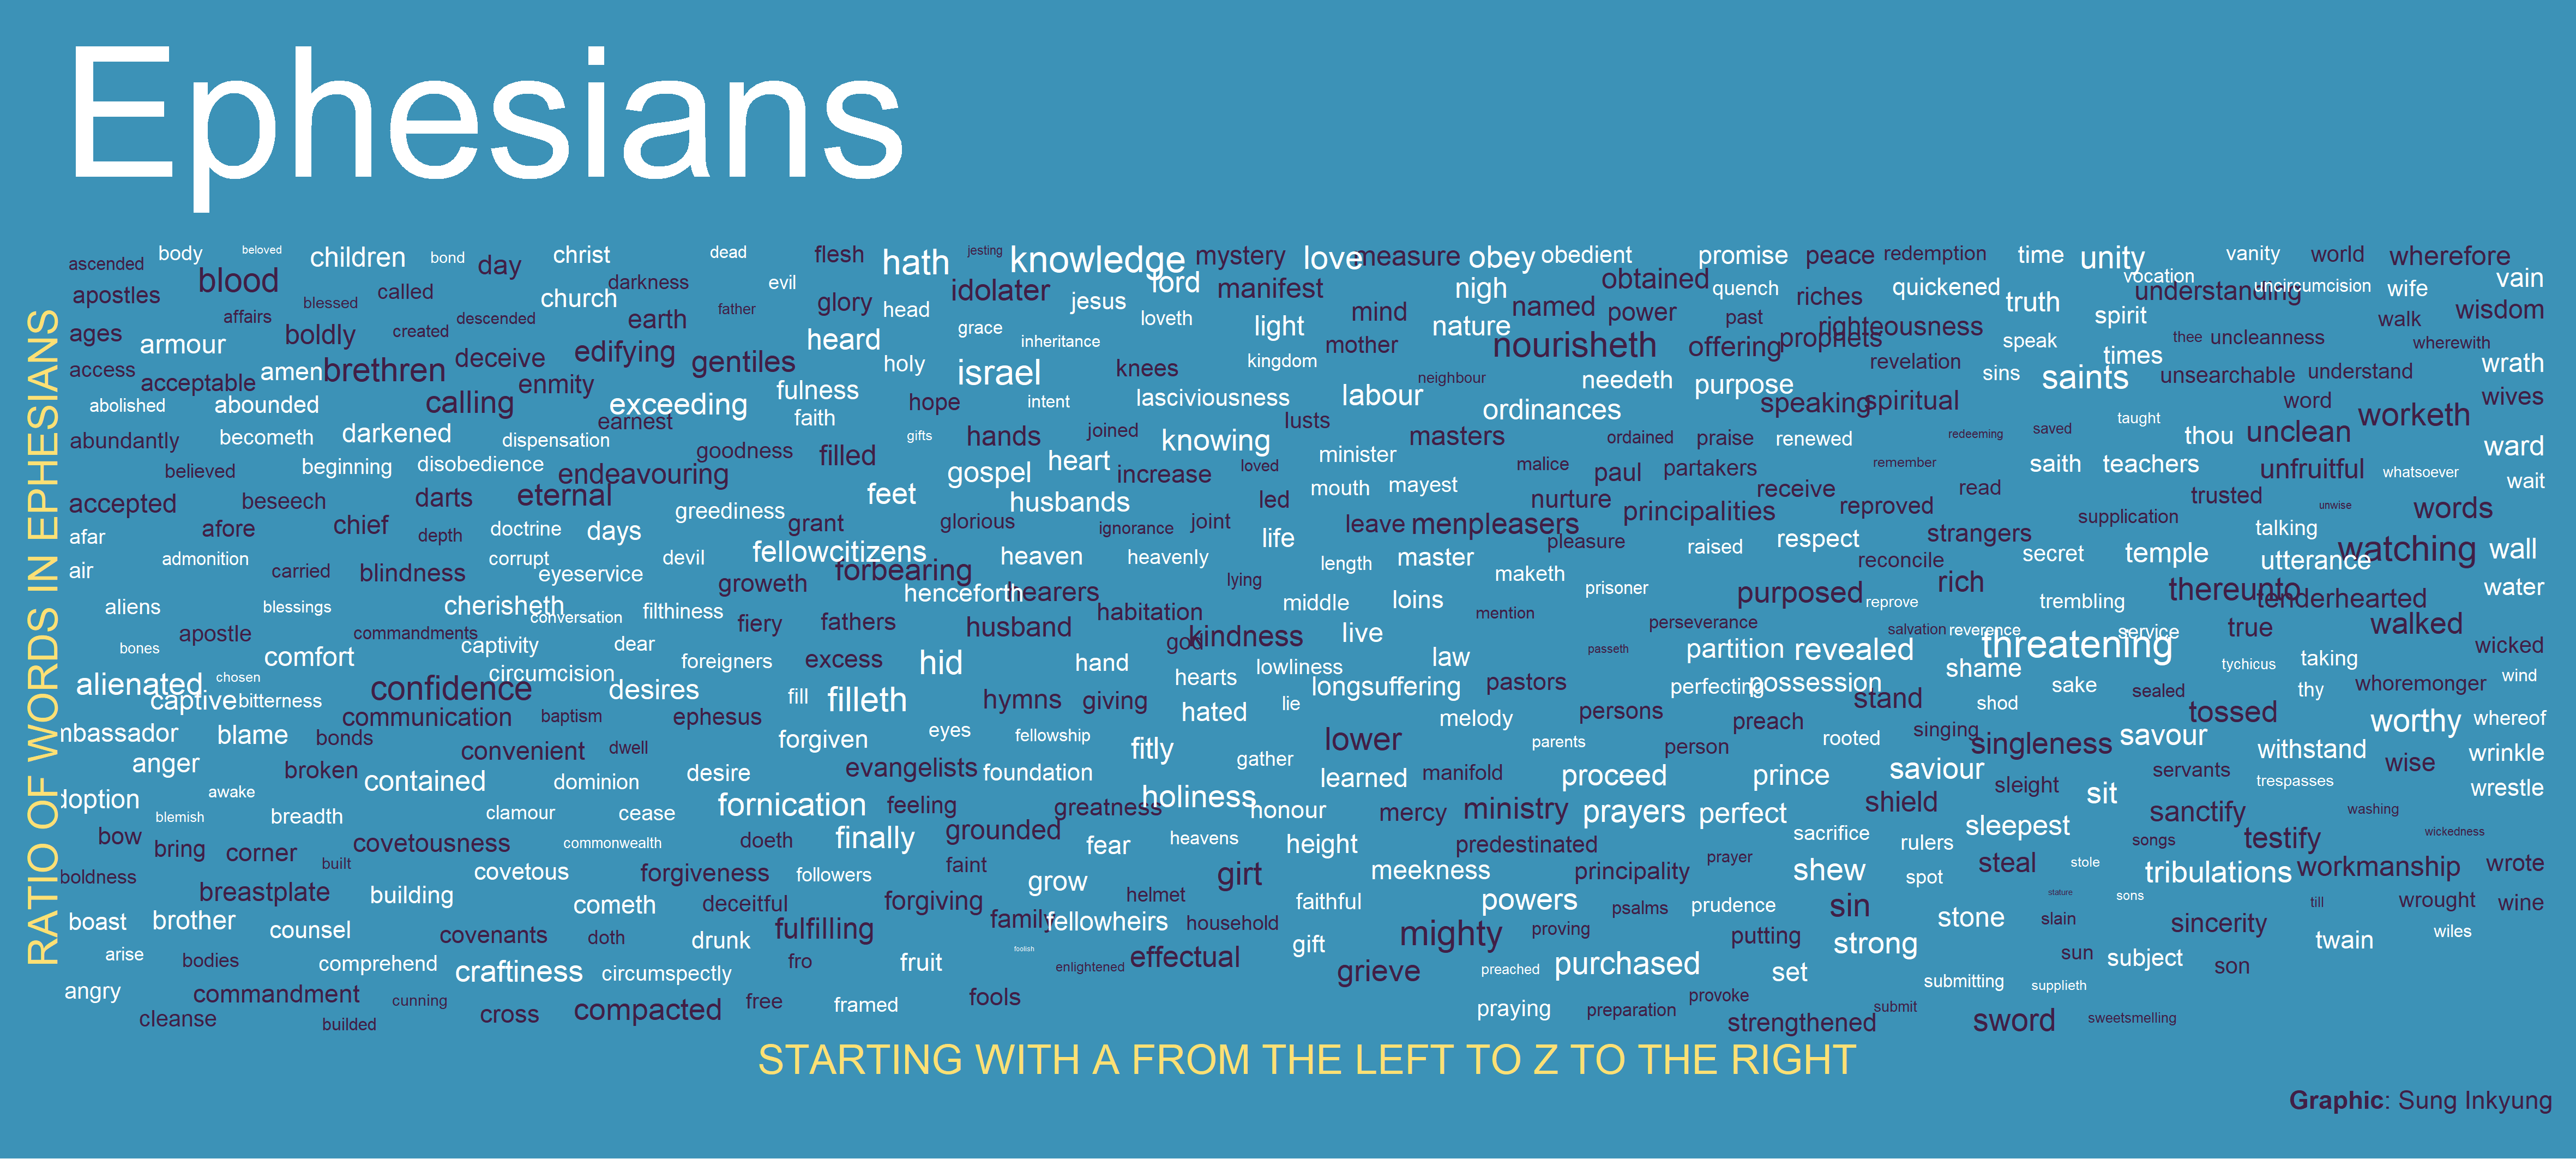 Ephesians
RATIO OF WORDS IN EPHESIANS
ascended body beloved children bond day christ dead flesh hath jesting knowledge mystery love measure obey obedient promise peace redemption time unity vanity world wherefore
apostles blood blessed called church darkness evil glory head idolater jesus lord manifest nigh mind named obtained power quench riches quickened truth vocation understanding uncircumcision wife vain
ages affairs boldly created descended earth father heard grace inheritance loveth light mother nature past righteousness prophets speak spirit thee uncleanness walk wherewith wisdom
armour access acceptable amen brethren deceive edifying enmity gentiles fulness holy israel knees kingdom neighbour nourisheth needeth offering purpose revelation sins saints times unsearchable understand wrath
abolished abounded calling earnest exceeding faith hope intent lasciviousness labour lusts ordinances speaking spiritual taught word worketh wives
abundantly becometh darkened dispensation goodness filled gifts hands joined knowing masters ordained praise renewed redeeming saved thou unclean ward
believed beginning disobedience endeavouring gospel heart increase loved minister malice paul partakers remember saith teachers unfruitful whatsoever wait
accepted beseech darts eternal greediness feet husbands led mouth mayest nurture receive reproved read trusted unwise words
afar afore chief depth doctrine days grant glorious ignorance joint life leave menpleasers principalities pleasure raised respect strangers supplication secret talking
air admonition carried blindness corrupt eyeservice devil fellowcitizens forbearing groweth heaven heavenly lying length master maketh prisoner reconcile rich temple utterance watching wall
aliens blessings cherisheth conversation filthiness fiery fathers henceforth hearers habitation middle loins mention purposed reprove trembling thereunto tenderhearted water
bones apostle commandments captivity dear husband god kindness live perseverance salvation reverence threatening service true walked wicked
alienated chosen comfort circumcision foreigners excess hid hand hearts lowliness law passeth partition revealed shame tychicus taking wind
captive bitterness confidence desires fill filleth hymns giving lie longsuffering pastors perfecting possession stand shod sake sealed thy whoremonger
mbassador blame communication baptism ephesus forgiven eyes fellowship hated melody persons preach tossed worthy whereof
anger bonds convenient dwell evangelists foundation fitly gather lower parents person rooted singing singleness savour withstand wise wrinkle
doption awake broken contained dominion desire feeling greatness holiness honour learned manifold proceed prince saviour sleight servants sit trespasses wrestle
blemish breadth clamour cease fornication mercy ministry prayers perfect shield sanctify washing
bow bring corner built covetousness commonwealth doeth finally grounded fear heavens height predestinated sacrifice rulers sleepest songs testify wickedness
boldness breastplate building covetous forgiveness followers faint grow girt meekness principality prayer shew spot steal stole tribulations workmanship wrote
boast brother counsel cometh deceitful forgiving family fellowheirs helmet household faithful powers psalms prudence sin stature sons till wrought wine
arise bodies covenants doth drunk fulfilling foolish gift mighty proving putting stone slain sincerity twain wiles
angry comprehend craftiness circumspectly fro fruit enlightened effectual grieve preached purchased set strong sun subject son
cleanse commandment builded cunning cross compacted free framed fools praying preparation provoke strengthened submit submitting supplieth sword sweetsmelling
STARTING WITH A FROM THE LEFT TO Z TO THE RIGHT
Graphic: Sung Inkyung